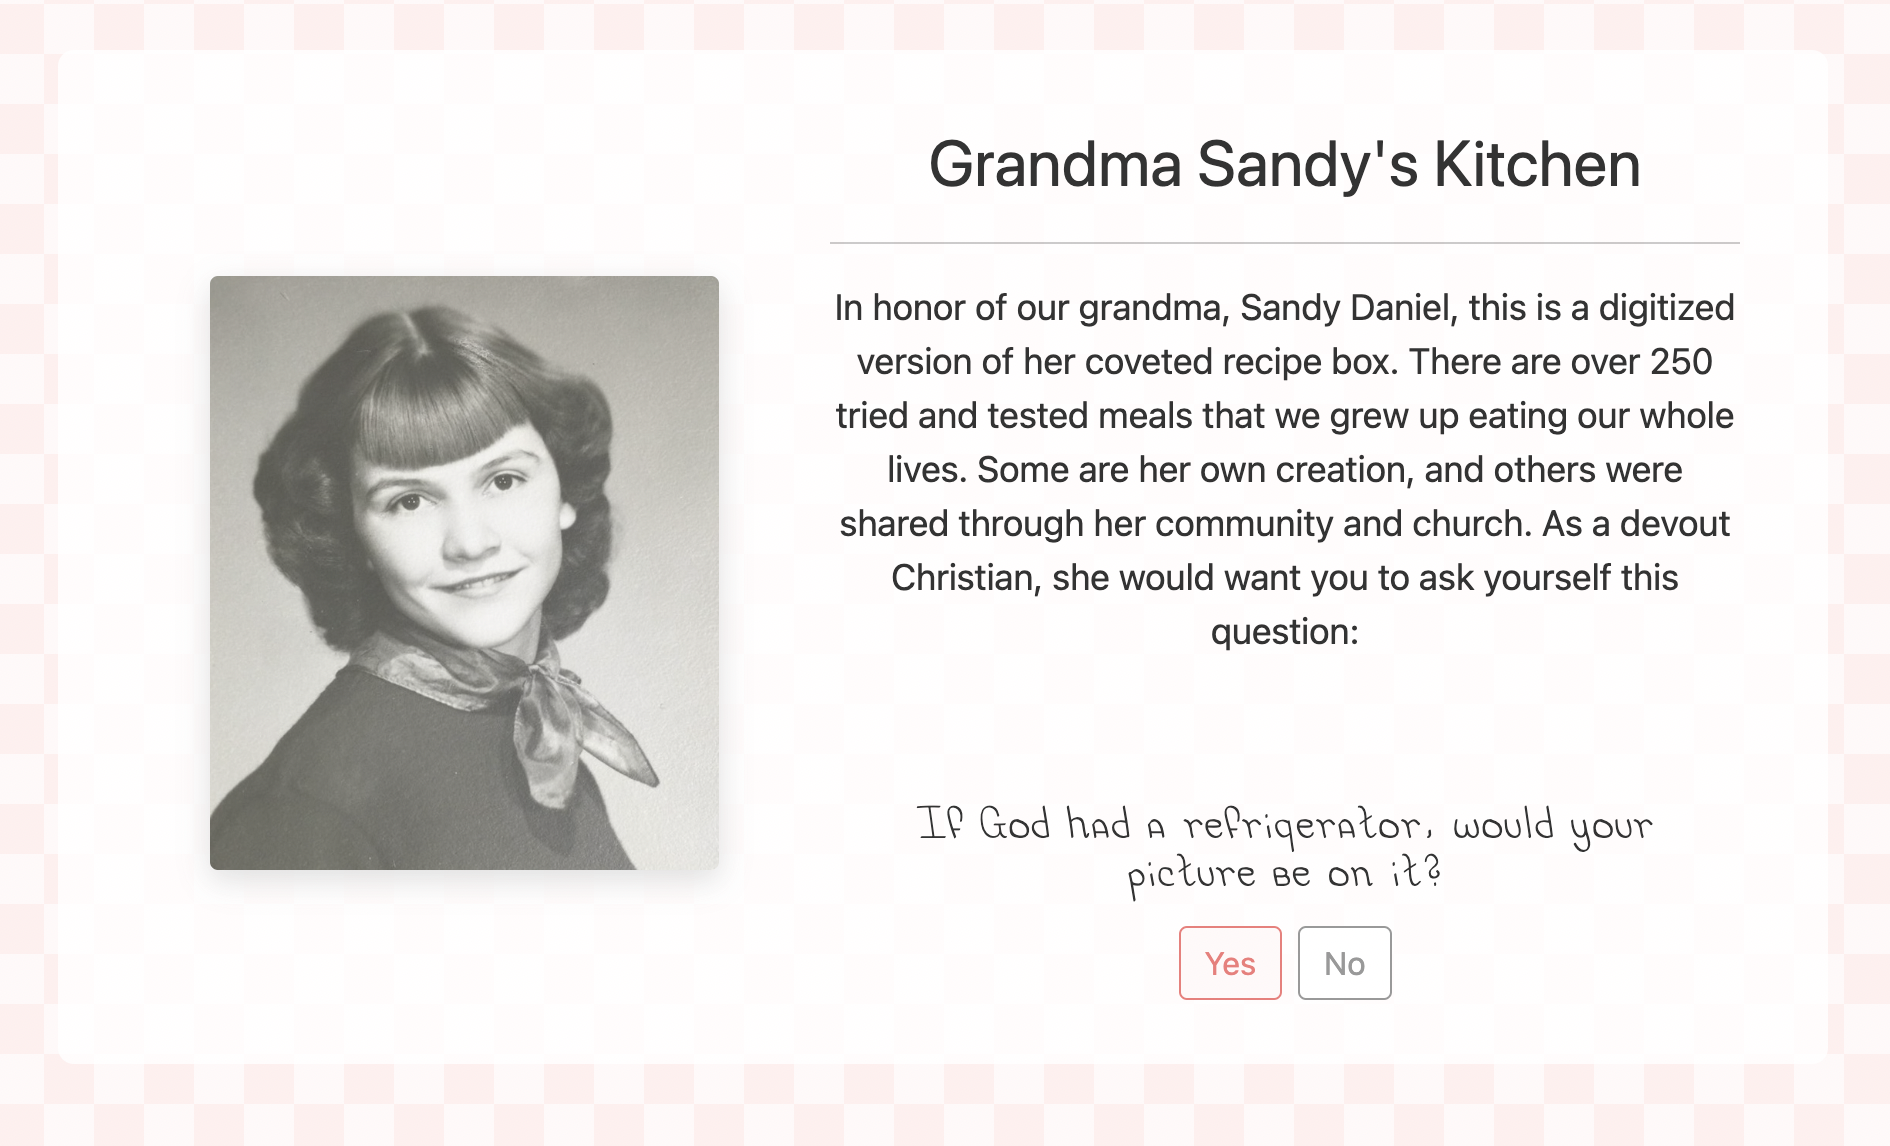 Grandma Sandy's Kitchen
In honor of our grandma, Sandy Daniel, this is a digitized
version of her coveted recipe box. There are over 250
tried and tested meals that we grew up eating our whole
lives. Some are her own creation, and others were
shared through her community and church. As a devout
Christian, she would want you to ask yourself this
question:
If God had a refrigerator, would your
picture be on it?
Yes No